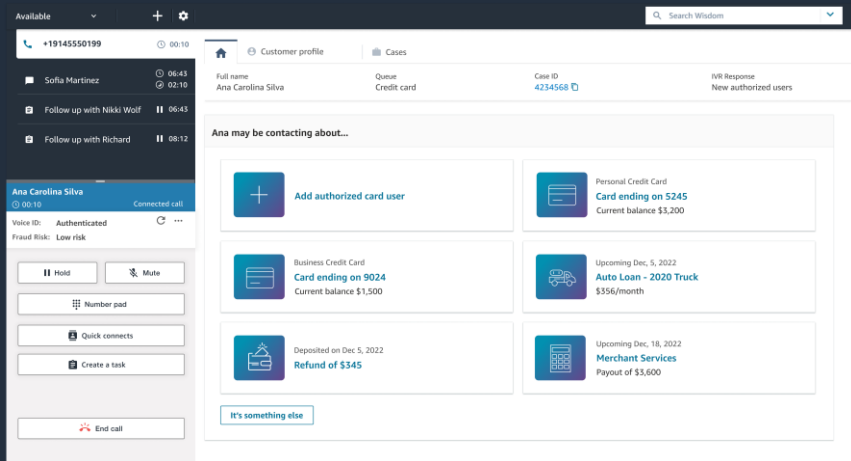 Available
Search Wisdom
+19145550199 00:10
Sofia Martinez 06:43
02:10
Follow up with Nikki Wolf 06:43
Follow up with Richard 08:12
Ana Carolina Silva
00:10 Connected call
Voice ID: Authenticated
Fraud Risk: Low risk
Hold Mute
Number pad
Quick connects
Create a task
End call
Customer profile Cases
Full name Queue Case ID IVR Response
Ana Carolina Silva Credit card 4234568 New authorized users
Ana may be contacting about...
Add authorized card user
Personal Credit Card
Card ending on 5245
Current balance $3,200
Business Credit Card
Card ending on 9024
Current balance $1,500
Upcoming Dec, 5, 2022
Auto Loan - 2020 Truck
$356/month
Deposited on Dec 5, 2022
Refund of $345
Upcoming Dec, 18, 2022
Merchant Services
Payout of $3,600
It's something else